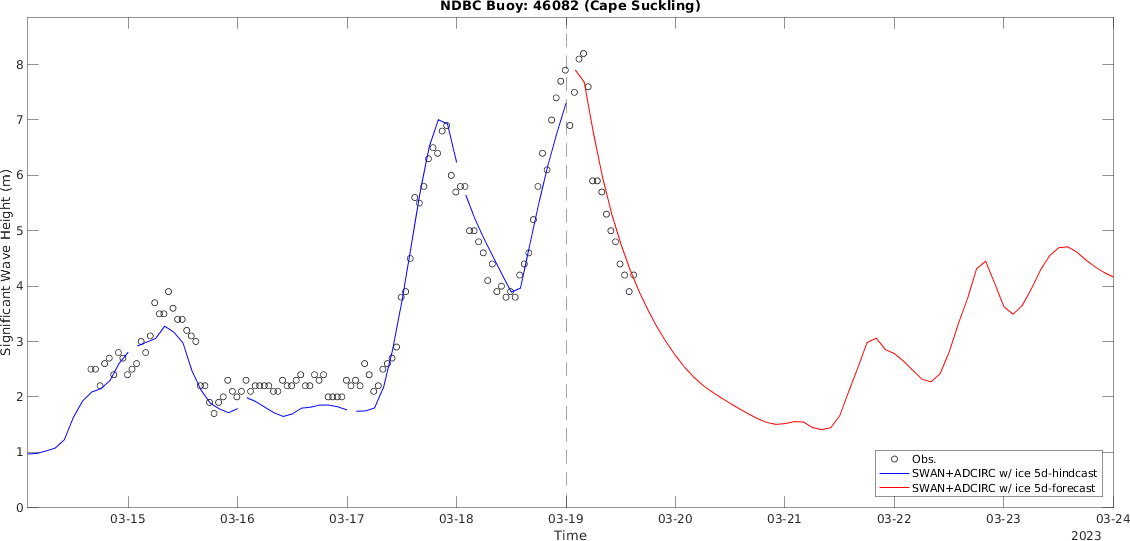 NDBC Buoy: 46082 (Cape Suckling)
Significant Wave Height (m)
8
7
6
5
4
3
2
1
0
Obs.
SWAN+ADCIRC w/ ice 5d-hindcast
SWAN+ADCIRC w/ ice 5d-forecast
03-15 03-16 03-17 03-18 03-19 03-20 03-21 03-22 03-23 03-24
Time
2023